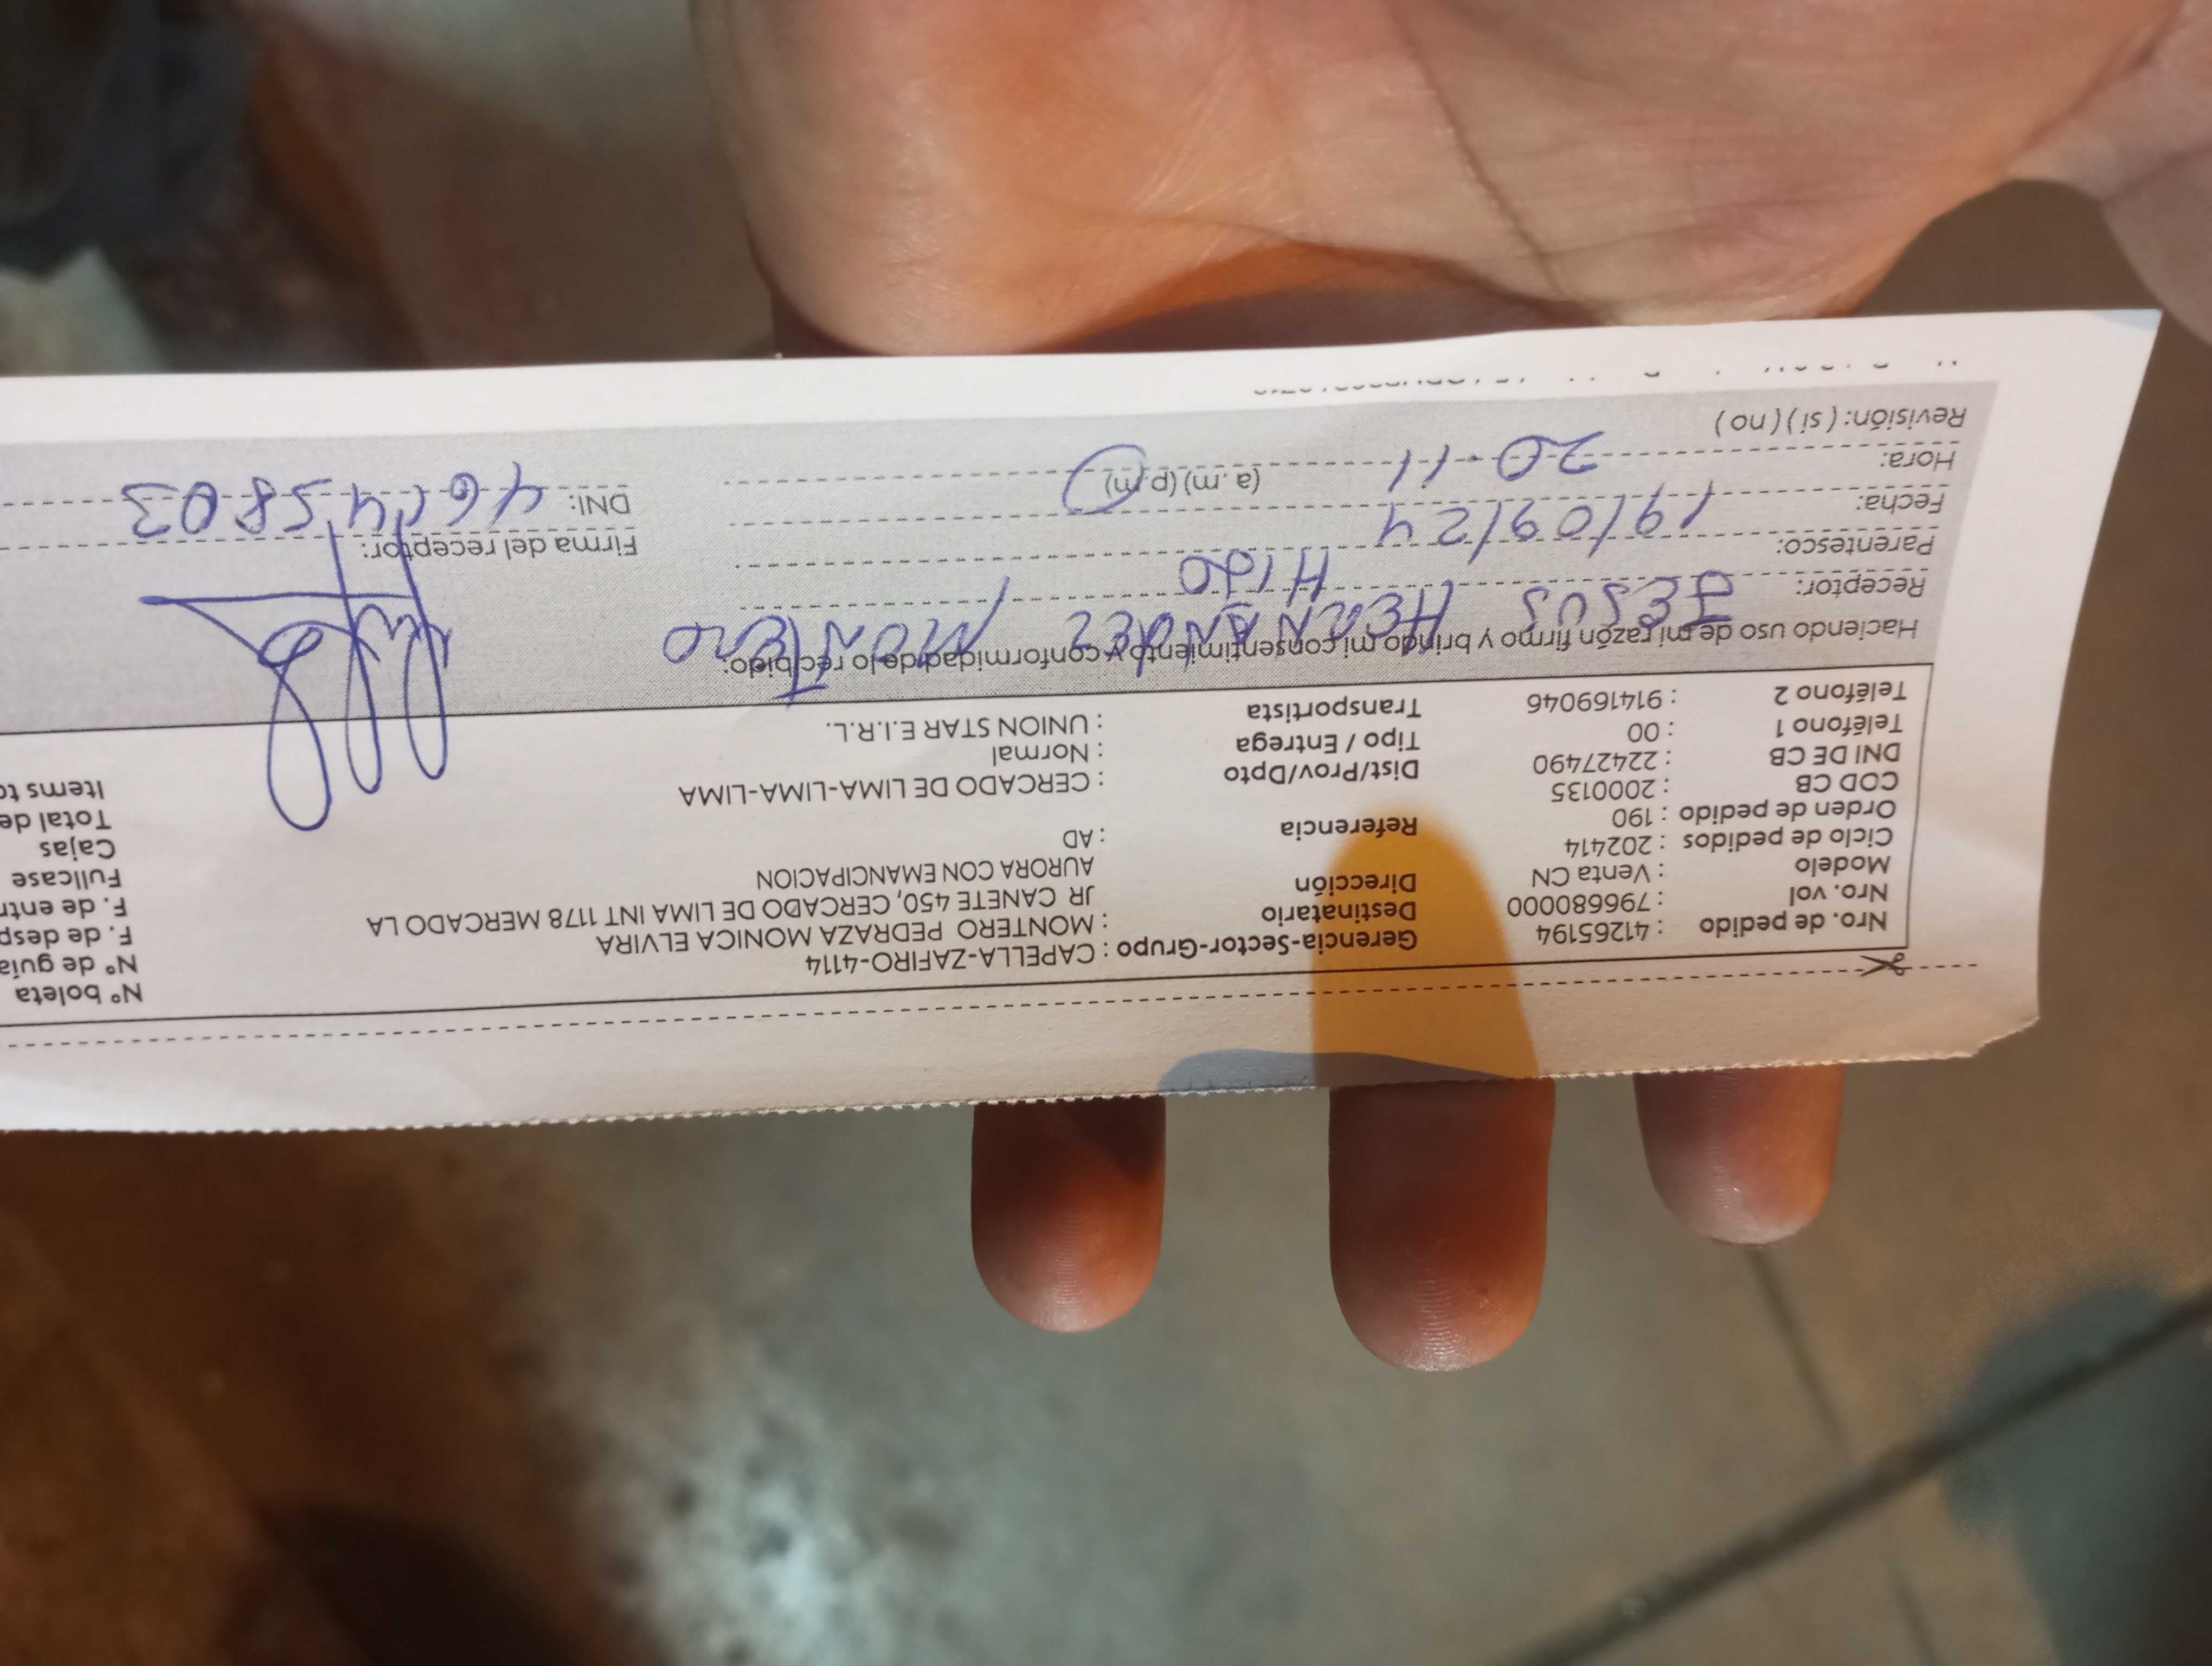 Nº boleta
Nº de guía
F. de desp
F. de entr
Fullcase
Cajas
Total de
Items to
Nro. de pedido : 41265194
Nro. vol : 796680000
Modelo : Venta CN
Ciclo de pedidos : 202414
Orden de pedido : 190
COD CB : 2000135
DNI DE CB : 22427490
Teléfono 1 : 00
Teléfono 2 : 914169046
Gerencia-Sector-Grupo : CAPELLA-ZAFIRO-4114
Destinatario : MONTERO PEDRAZA MONICA ELVIRA
Dirección JR CANETE 450, CERCADO DE LIMA INT 1178 MERCADO LA
AURORA CON EMANCIPACION
Referencia : AD
Dist/Prov/Dpto : CERCADO DE LIMA-LIMA-LIMA
Tipo / Entrega : Normal
Transportista : UNION STAR E.I.R.L.
Haciendo uso de mi razón firmo y brindo mi consentimiento y conformidad de lo recibido:
Receptor: JESUS HERNANDEZ MONTERO
Parentesco: HIJO
Fecha: 19/09/24
Hora: 20.11 (a.m) (p.m)
Revisión: (si) (no)
Firma del receptor:
DNI: 46145803